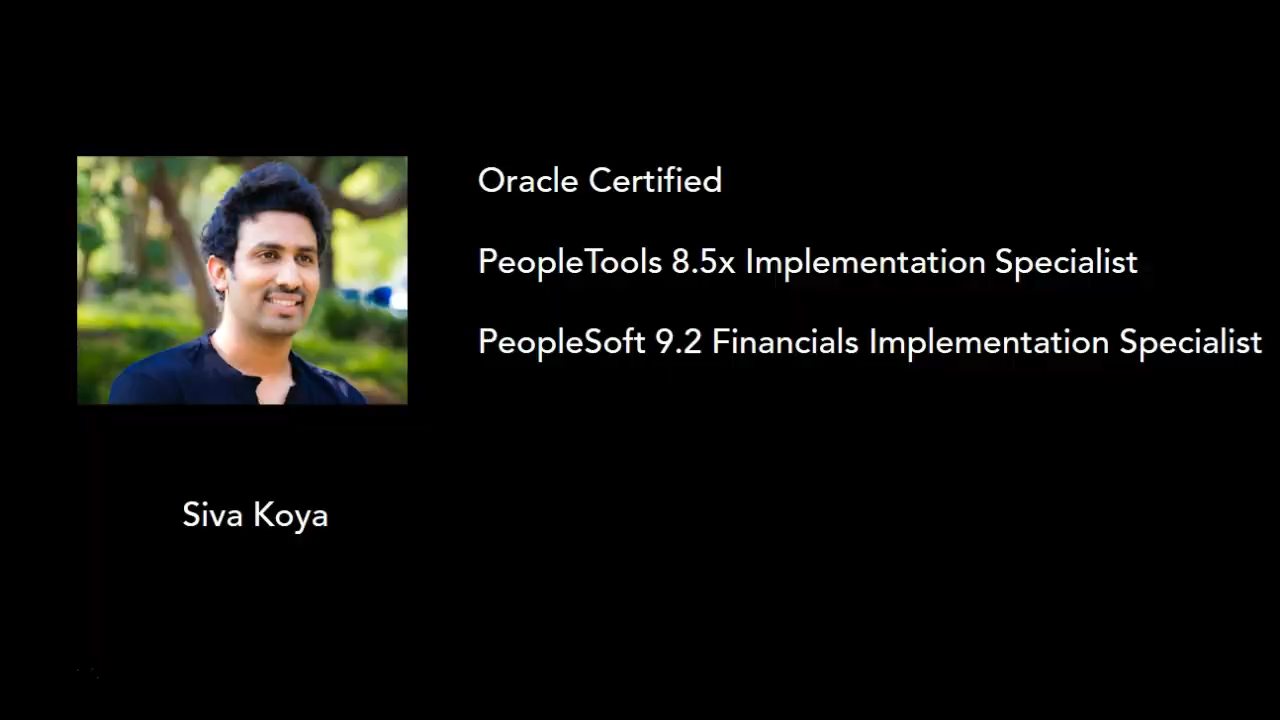 Oracle Certified
PeopleTools 8.5x Implementation Specialist
PeopleSoft 9.2 Financials Implementation Specialist
Siva Koya